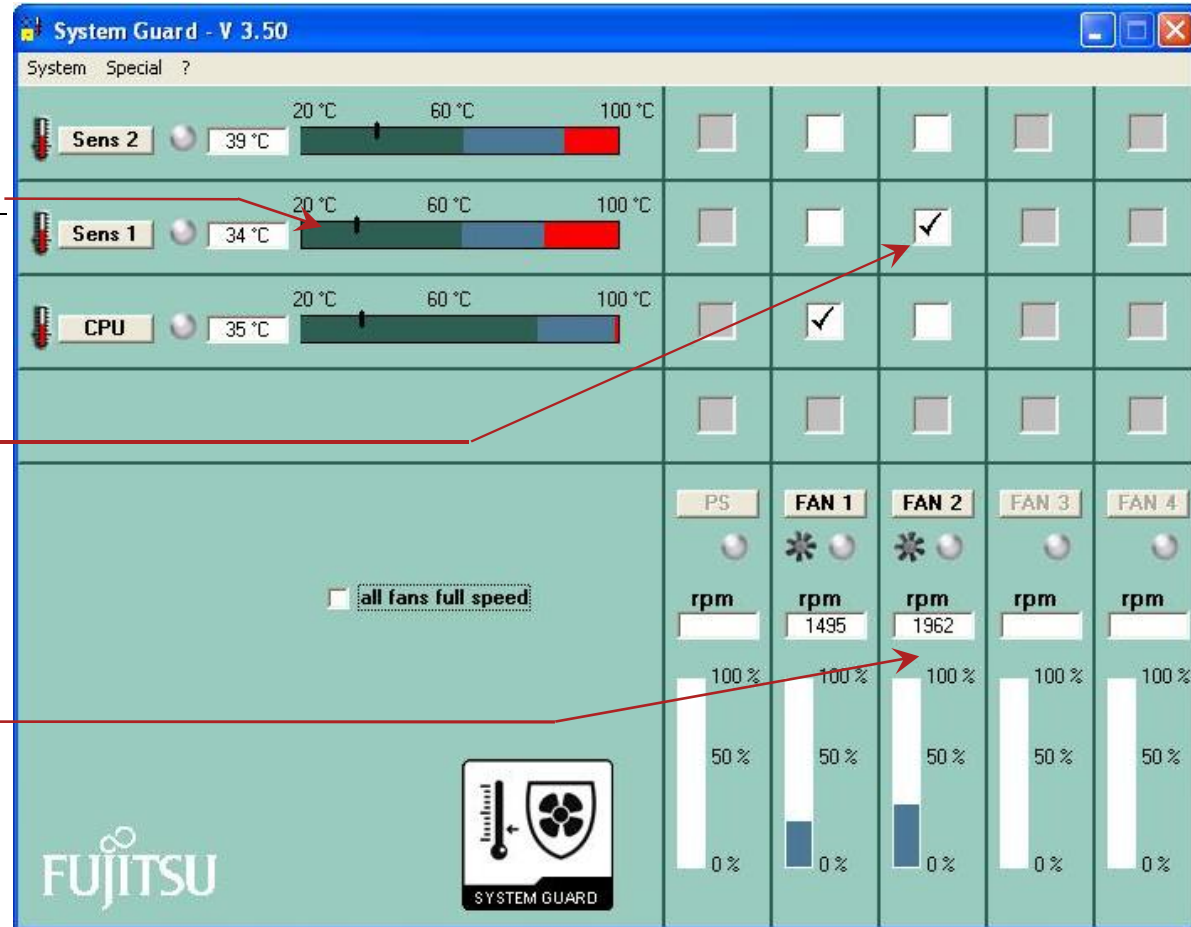 System Guard - V 3.50
System Special ?
20 °C 60 °C 100 °C
Sens 2 39 °C
20 °C 60 °C 100 °C
Sens 1 34 °C
20 °C 60 °C 100 °C
CPU 35 °C
PS FAN 1 FAN 2 FAN 3 FAN 4
all fans full speed
rpm rpm rpm rpm rpm
1495 1962
100 % 100 % 100 % 100 % 100 %
50 % 50 % 50 % 50 % 50 %
0 % 0 % 0 % 0 % 0 %
FUJITSU
SYSTEM GUARD